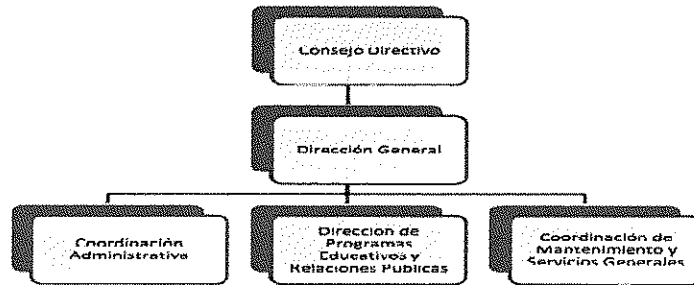 Consejo Directivo
Dirección General
Coordinación
Administrativa
Dirección de
Programas
Educativos y
Relaciones Públicas
Coordinación de
Mantenimiento y
Servicios Generales